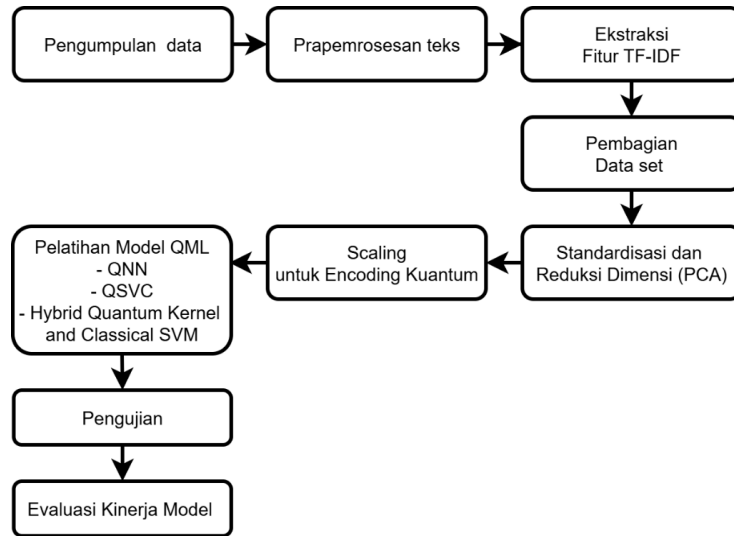 Pengumpulan data
Prapemrosesan teks
Ekstraksi
Fitur TF-IDF
Pembagian
Data set
Standardisasi dan
Reduksi Dimensi (PCA)
Scaling
untuk Encoding Kuantum
Pelatihan Model QML
- QNN
- QSVC
- Hybrid Quantum Kernel
and Classical SVM
Pengujian
Evaluasi Kinerja Model